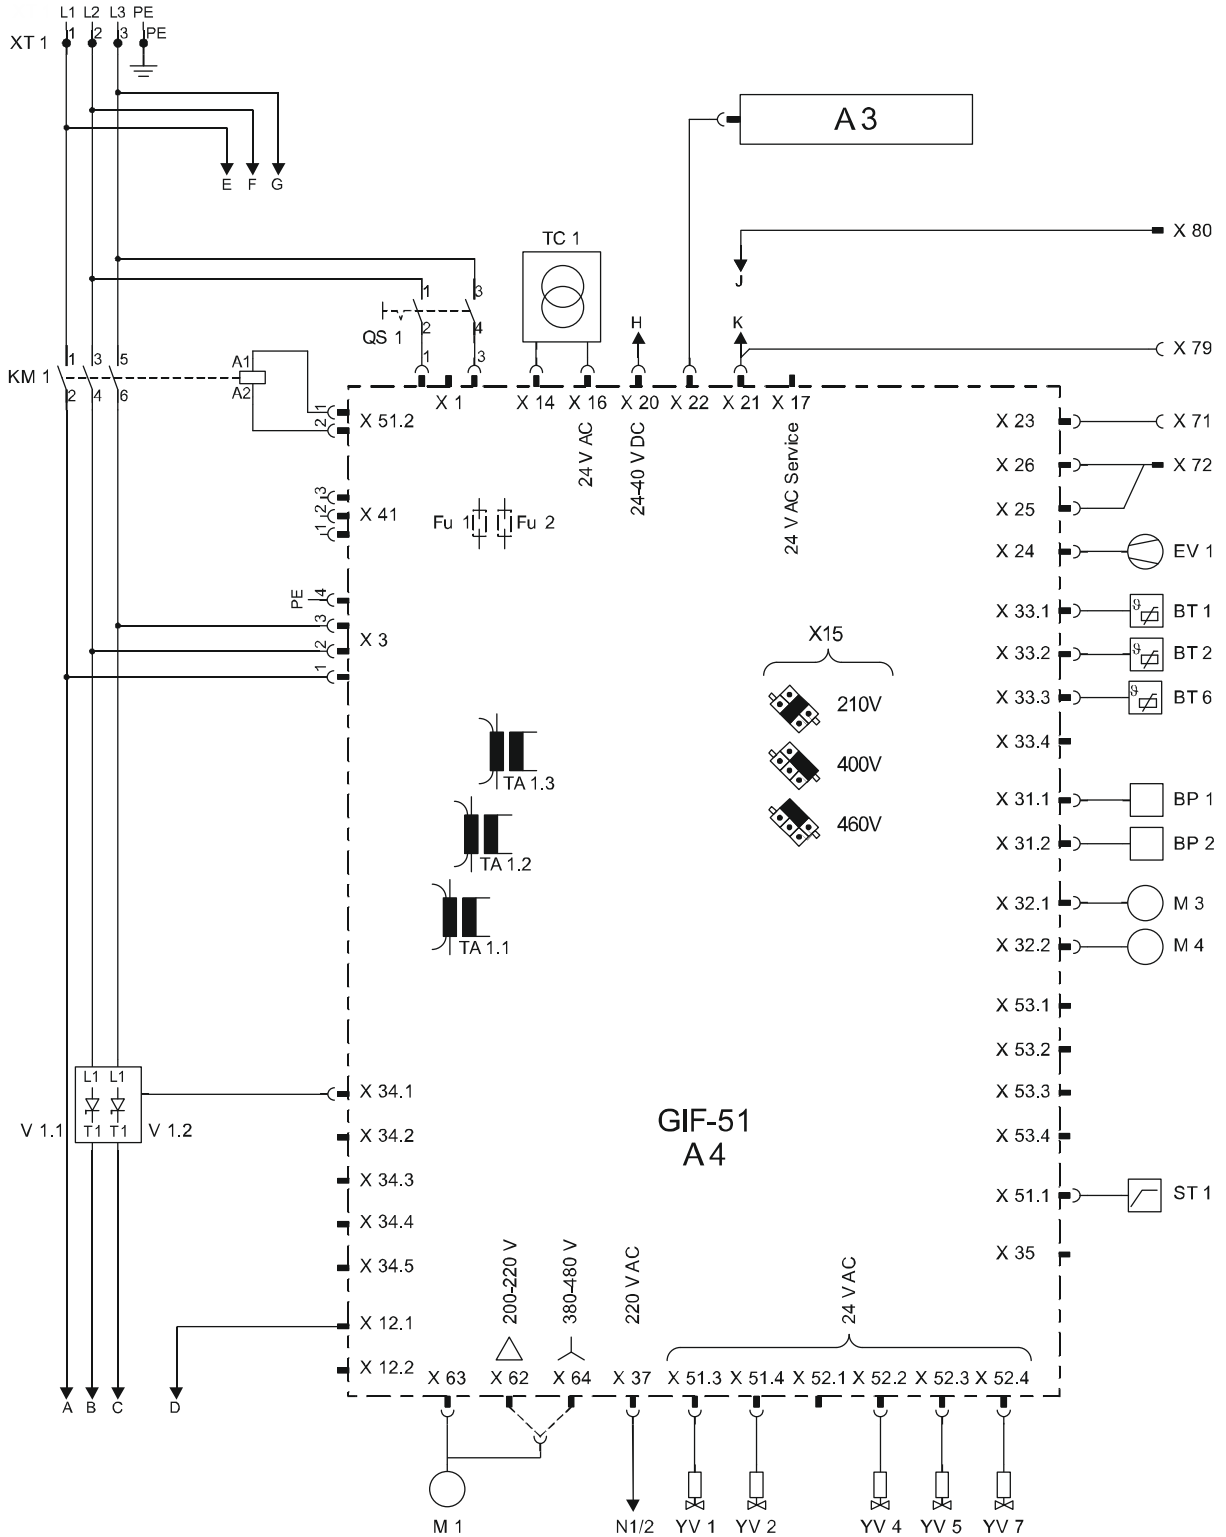 L1 L2 L3 PE
XT 1 1 2 3 PE
A 3
E F G
X 80
TC 1
J
H K
1 3
QS 1 2 4
X 79
1 3
1 3 5 A1
KM 1
2 4 6 A2
X 1 X 14 X 16 X 20 X 22 X 21 X 17
24 V AC
24-40 V DC
24 V AC Service
1
2
X 51.2
X 23 X 71
X 26 X 72
X 25
3
2
1
X 41
Fu 1 Fu 2
X 24 EV 1
PE 4
3
2
1
X 3
X 33.1 ϑ BT 1
X 33.2 ϑ BT 2
X 33.3 ϑ BT 6
X 33.4
X15
210V
400V
460V
TA 1.3
TA 1.2
TA 1.1
X 31.1 BP 1
X 31.2 BP 2
X 32.1 M 3
X 32.2 M 4
X 53.1
X 53.2
X 53.3
X 53.4
L1 L1
T1 T1
V 1.1 V 1.2
X 34.1
X 34.2
X 34.3
X 34.4
X 34.5
X 12.1
X 12.2
GIF-51
A 4
X 51.1 ST 1
X 35
200-220 V
380-480 V
220 V AC
24 V AC
X 63 X 62 X 64 X 37 X 51.3 X 51.4 X 52.1 X 52.2 X 52.3 X 52.4
A B C D
M 1 N1/2 YV 1 YV 2 YV 4 YV 5 YV 7